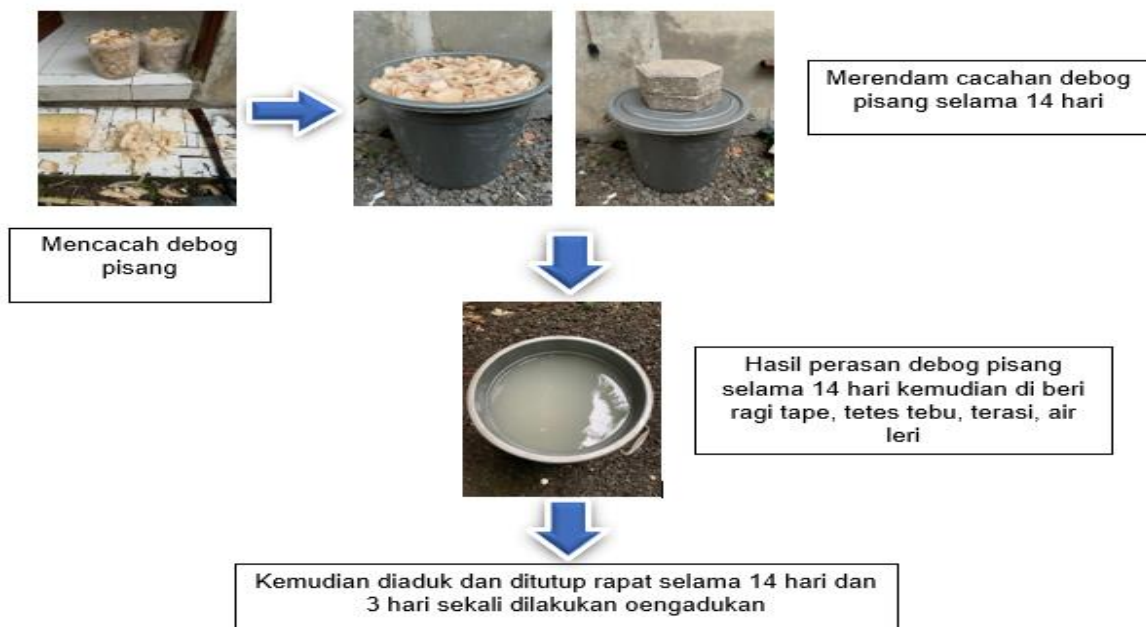 Merendam cacahan debog
pisang selama 14 hari
Mencacah debog
pisang
Hasil perasan debog pisang
selama 14 hari kemudian di beri
ragi tape, tetes tebu, terasi, air
leri
Kemudian diaduk dan ditutup rapat selama 14 hari dan
3 hari sekali dilakukan oengadukan